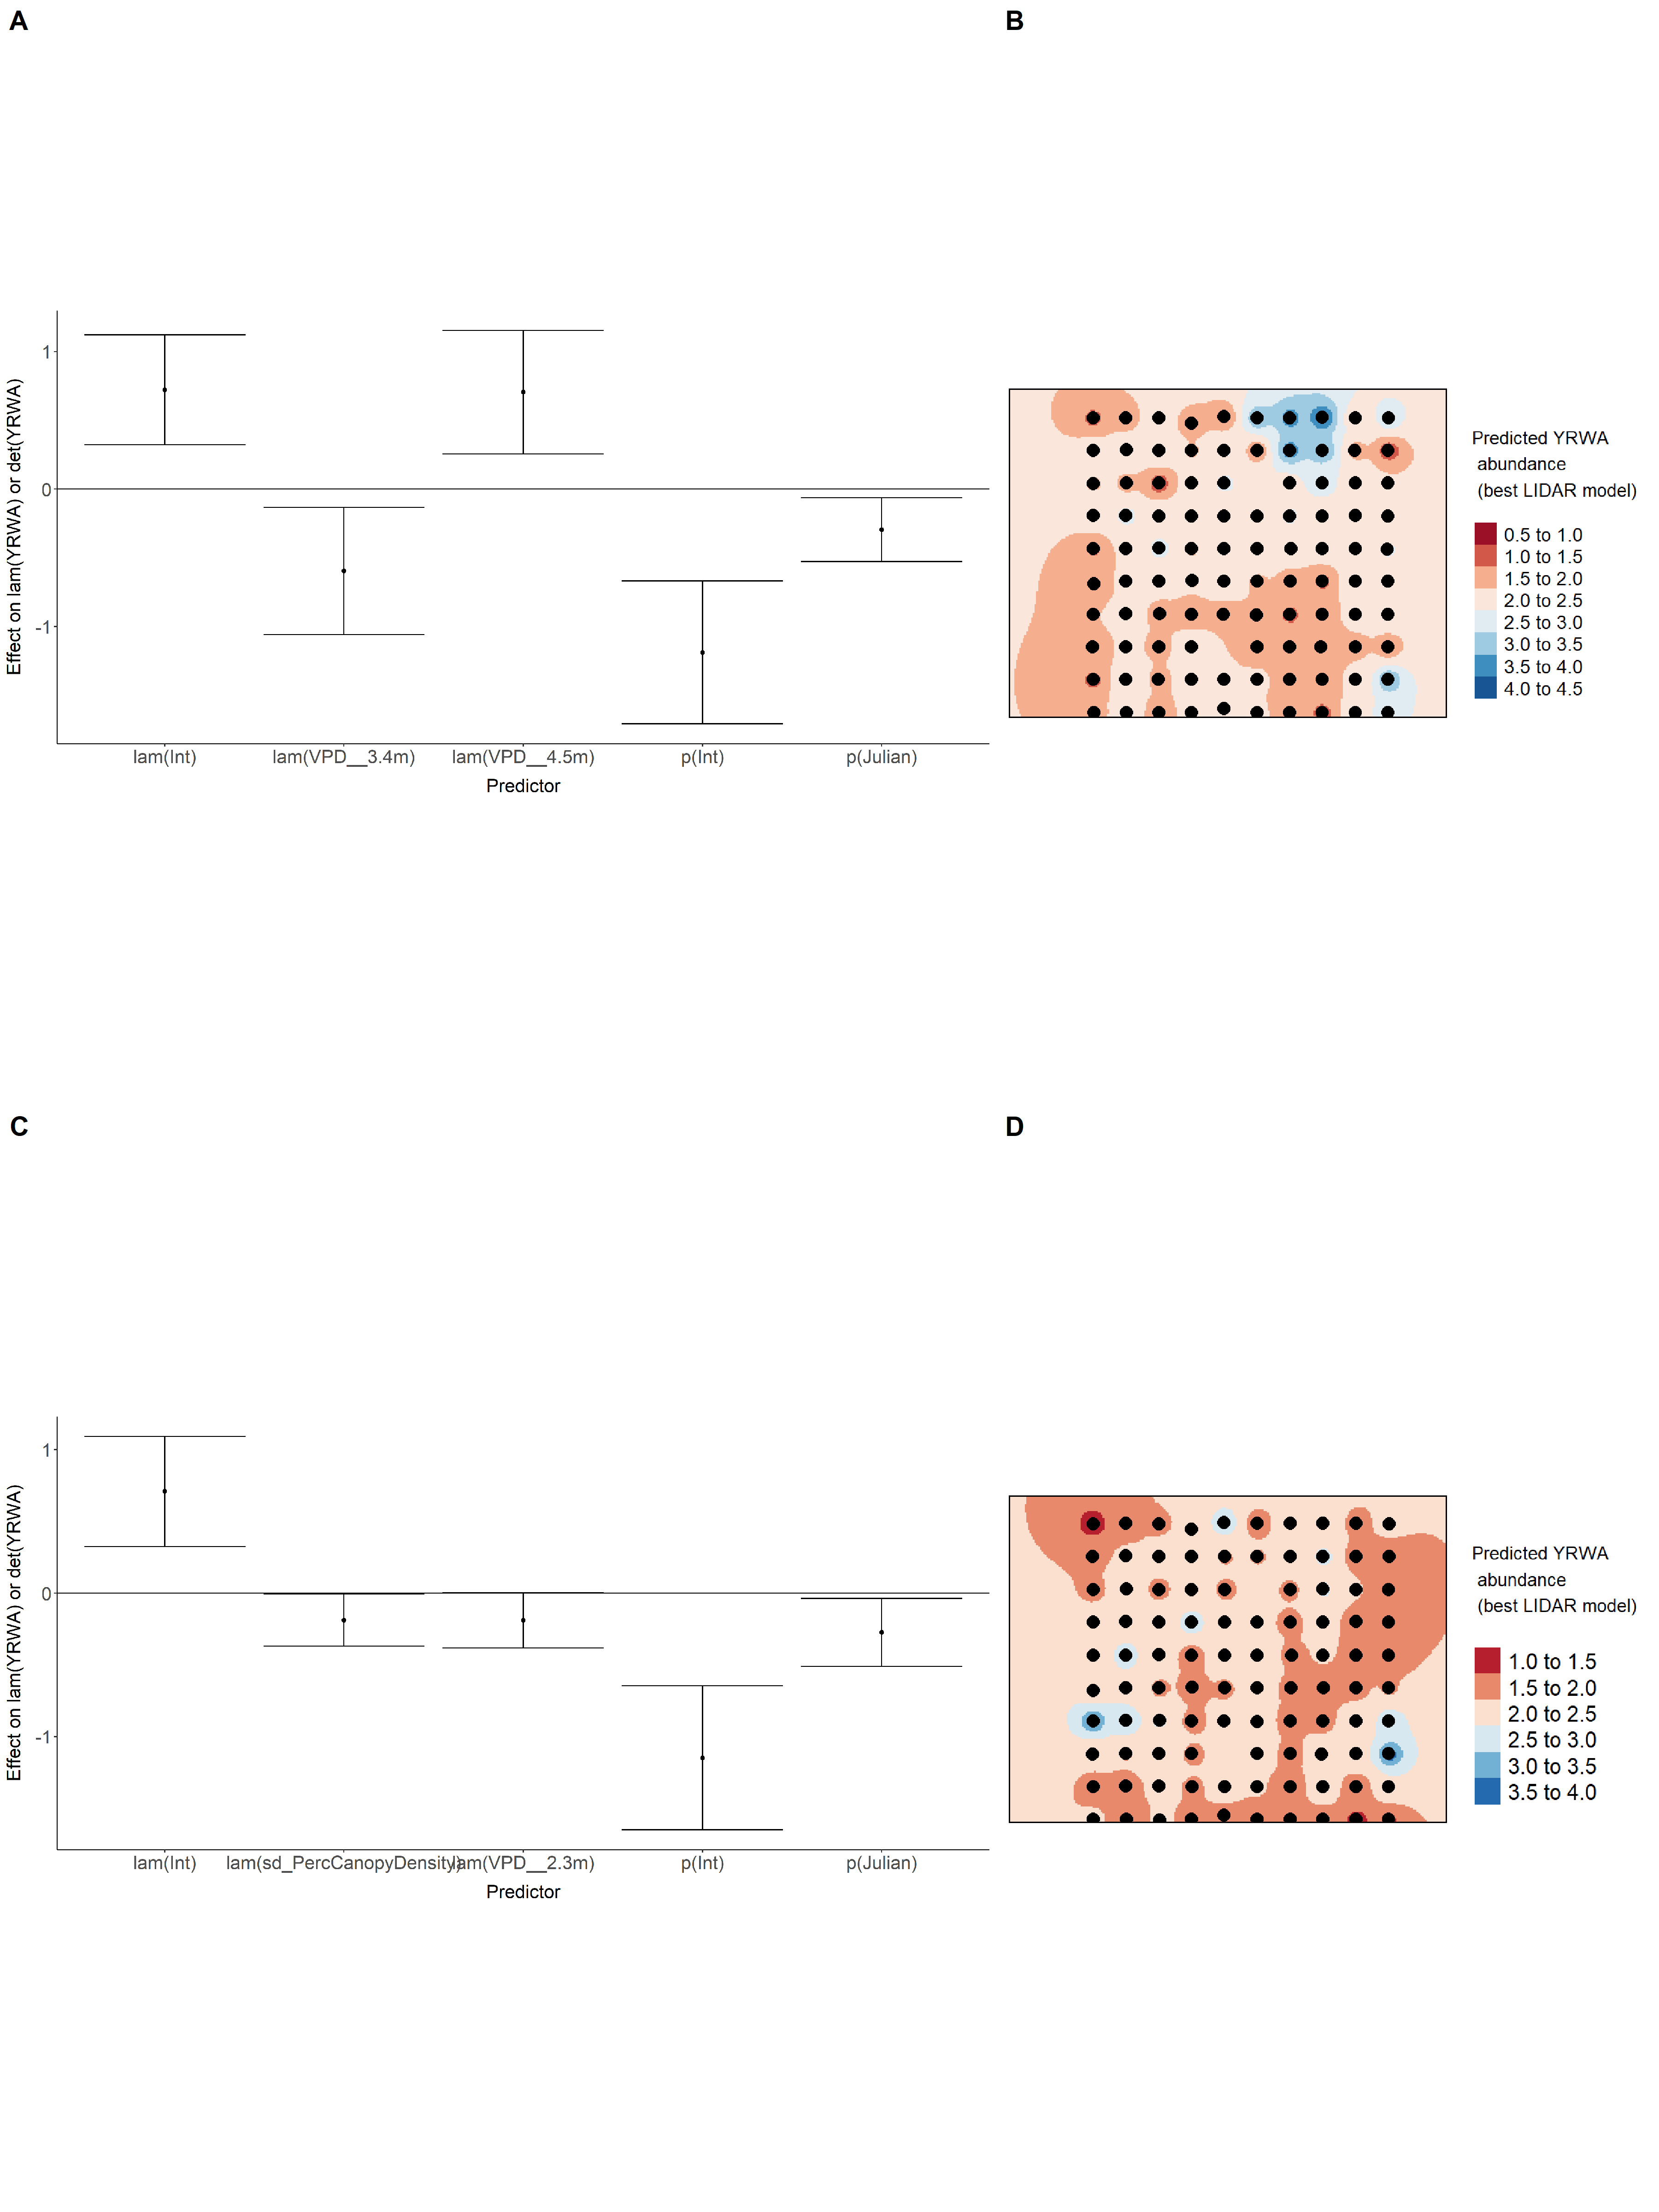 A
B
Effect on lam(YRWA) or det(YRWA)
1
0
-1
lam(Int)
lam(VPD__3.4m)
lam(VPD__4.5m)
p(Int)
p(Julian)
Predictor
Predicted YRWA
abundance
(best LIDAR model)
0.5 to 1.0
1.0 to 1.5
1.5 to 2.0
2.0 to 2.5
2.5 to 3.0
3.0 to 3.5
3.5 to 4.0
4.0 to 4.5
C
D
Effect on lam(YRWA) or det(YRWA)
1
0
-1
lam(Int)
lam(sd_PercCanopyDensity)
lam(VPD__2.3m)
p(Int)
p(Julian)
Predictor
Predicted YRWA
abundance
(best LIDAR model)
1.0 to 1.5
1.5 to 2.0
2.0 to 2.5
2.5 to 3.0
3.0 to 3.5
3.5 to 4.0